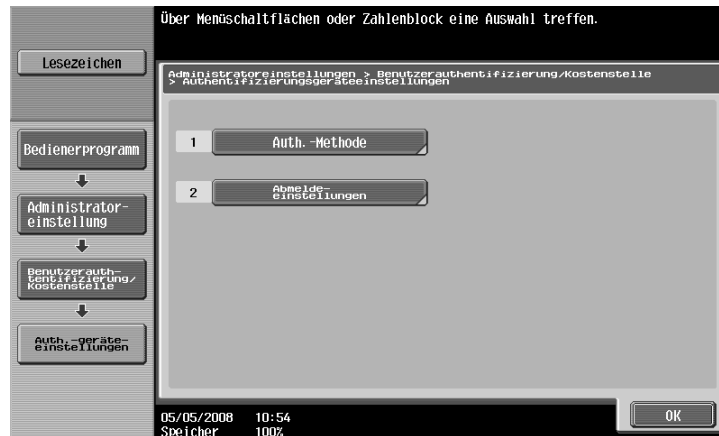 Über Menüschaltflächen oder Zahlenblock eine Auswahl treffen.
Lesezeichen
Administratoreinstellungen > Benutzerauthentifizierung/Kostenstelle
> Authentifizierungsgeräteeinstellungen
1 Auth.-Methode
2 Abmelde-
einstellungen
Bedienerprogramm
Administrator-
einstellung
Benutzerauth-
tentifizierung/
Kostenstelle
Auth.-geräte-
einstellungen
05/05/2008 10:54
Speicher 100%
OK